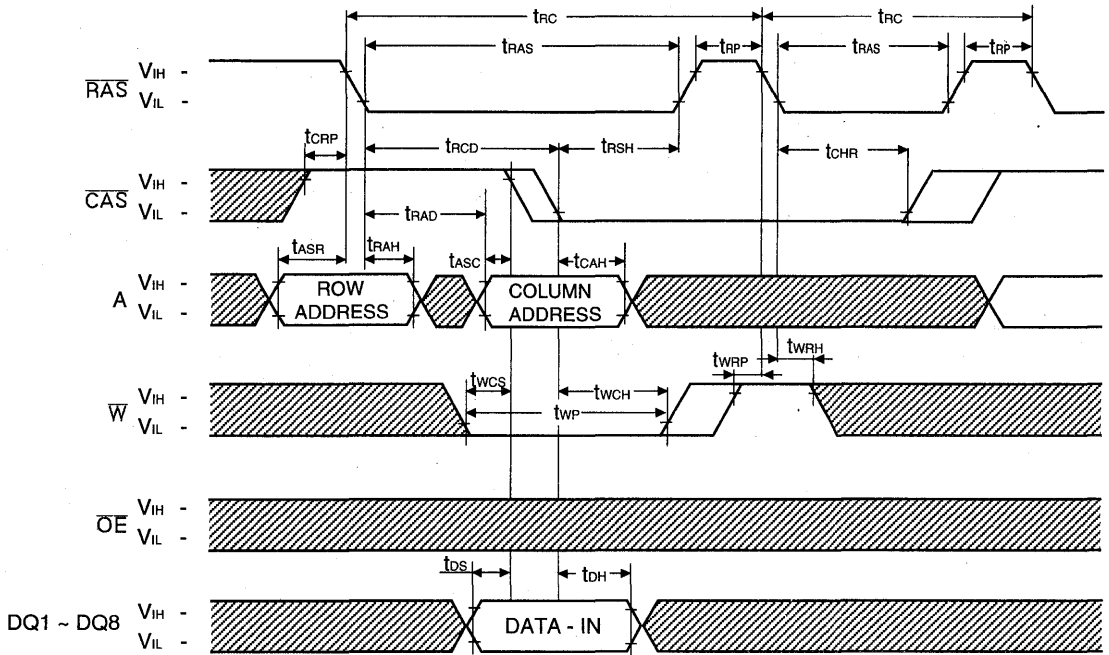 tRC tRC
tRAS tRP tRAS tRP
RAS VIH -
VIL -
tCRP tRCD tRSH tCHR
CAS VIH -
VIL -
tRAD
tASR tRAH tASC tCAH
A VIH -
VIL -
ROW ADDRESS
COLUMN ADDRESS
tWRP tWRH
tWCS tWCH
W VIH -
VIL -
tWP
OE VIH -
VIL -
tDS tDH
DQ1 ~ DQ8 VIH -
VIL -
DATA - IN